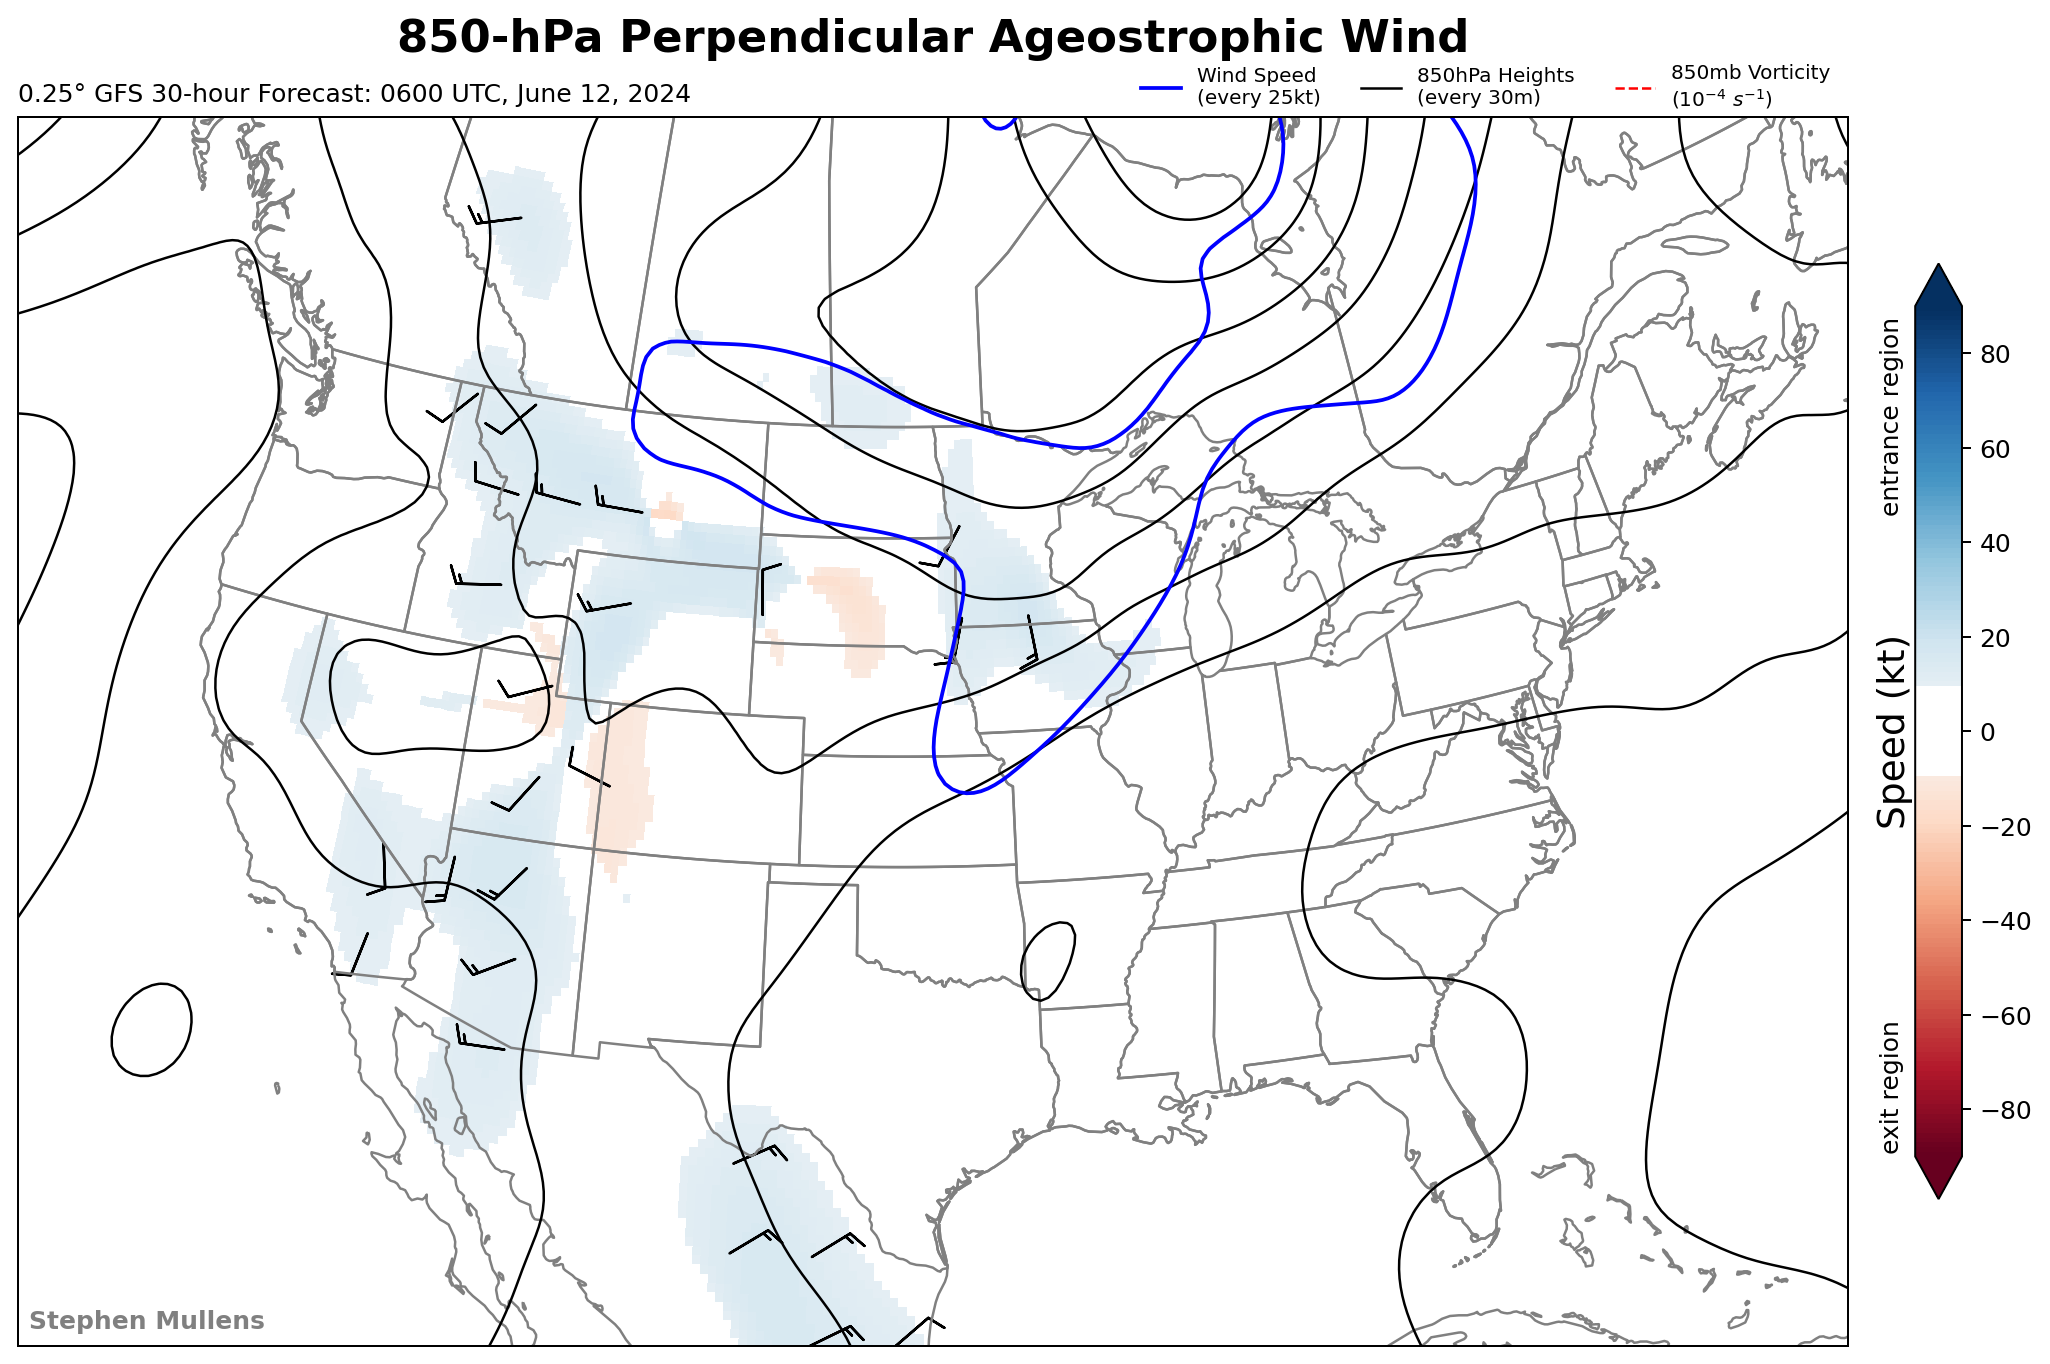 850-hPa Perpendicular Ageostrophic Wind
0.25° GFS 30-hour Forecast: 0600 UTC, June 12, 2024
Wind Speed
(every 25kt)
850hPa Heights
(every 30m)
850mb Vorticity
(10⁻⁴ s⁻¹)
entrance region
Speed (kt)
exit region
80
60
40
20
0
−20
−40
−60
−80
Stephen Mullens